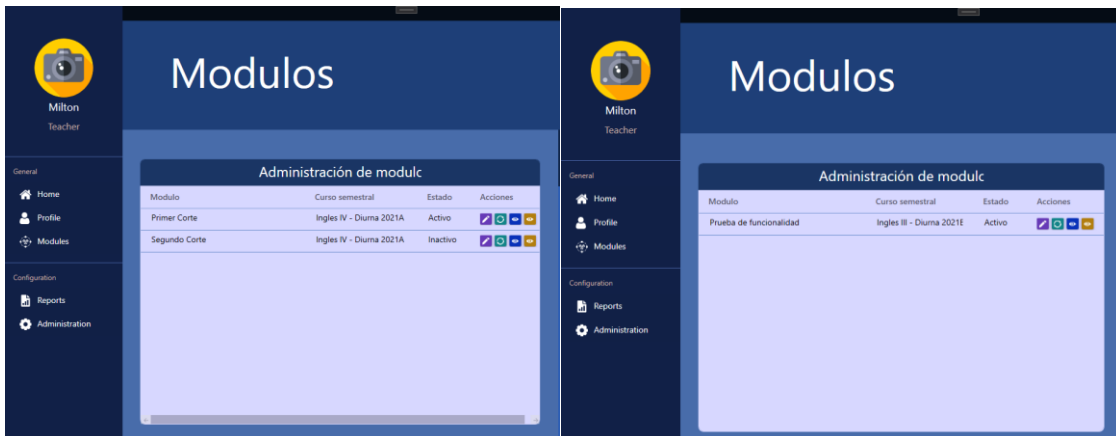 Modulos
Milton
Teacher
General
Home
Profile
Modules
Configuration
Reports
Administration
Administración de modulc
Modulo Curso semestral Estado Acciones
Primer Corte Ingles IV - Diurna 2021A Activo
Segundo Corte Ingles IV - Diurna 2021A Inactivo
Modulos
Milton
Teacher
General
Home
Profile
Modules
Configuration
Reports
Administration
Administración de modulc
Modulo Curso semestral Estado Acciones
Prueba de funcionalidad Ingles III - Diurna 2021E Activo